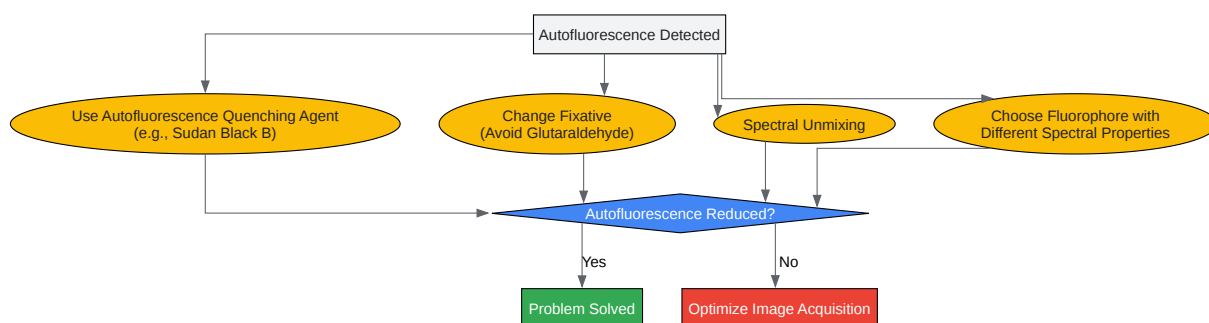 Autofluorescence Detected
Use Autofluorescence Quenching Agent
(e.g., Sudan Black B)
Change Fixative
(Avoid Glutaraldehyde)
Spectral Unmixing
Choose Fluorophore with
Different Spectral Properties
Autofluorescence Reduced?
Yes
No
Problem Solved
Optimize Image Acquisition